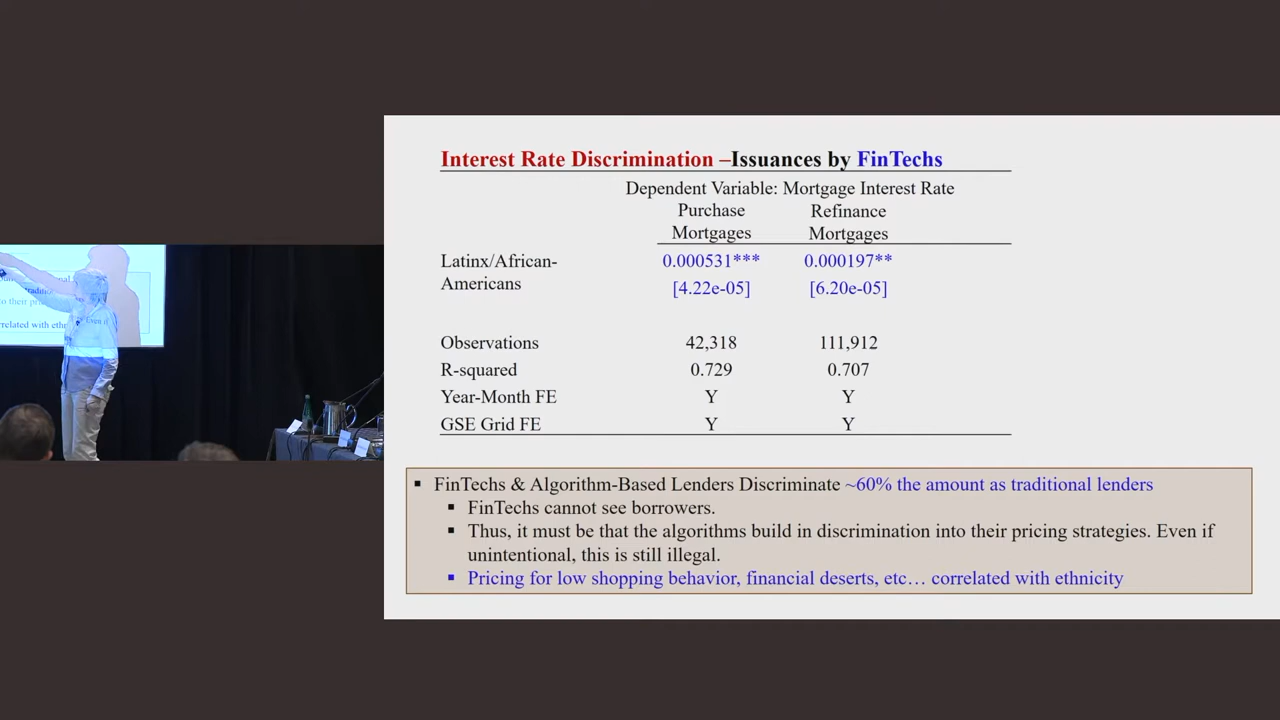 Interest Rate Discrimination –Issuances by FinTechs
Dependent Variable: Mortgage Interest Rate
Purchase Mortgages Refinance Mortgages
Latinx/African-Americans 0.000531*** 0.000197**
[4.22e-05] [6.20e-05]
Observations 42,318 111,912
R-squared 0.729 0.707
Year-Month FE Y Y
GSE Grid FE Y Y
▪ FinTechs & Algorithm-Based Lenders Discriminate ~60% the amount as traditional lenders
▪ FinTechs cannot see borrowers.
▪ Thus, it must be that the algorithms build in discrimination into their pricing strategies. Even if
unintentional, this is still illegal.
▪ Pricing for low shopping behavior, financial deserts, etc… correlated with ethnicity